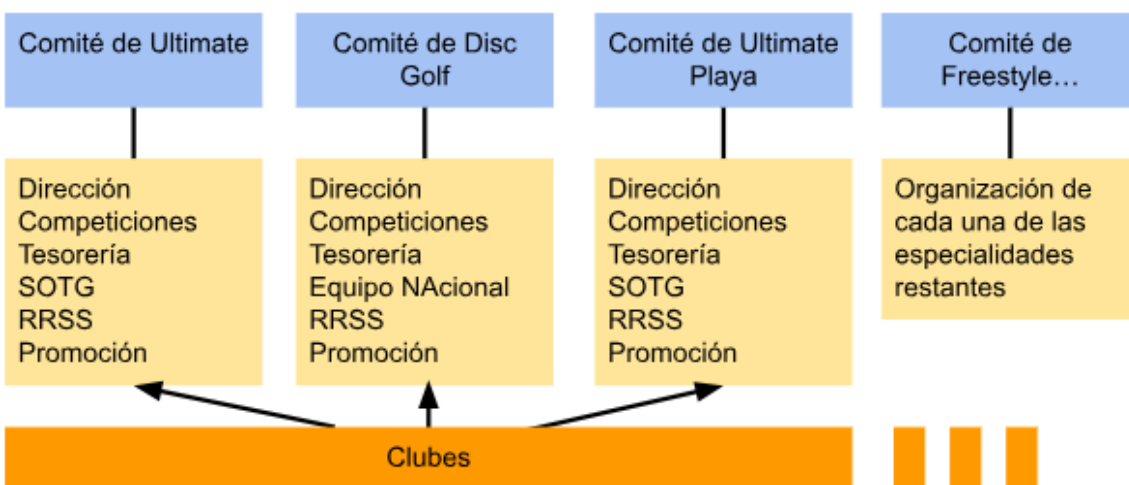 Comité de Ultimate
Comité de Disc
Golf
Comité de Ultimate
Playa
Comité de
Freestyle…
Dirección
Competiciones
Tesorería
SOTG
RRSS
Promoción
Dirección
Competiciones
Tesorería
Equipo NAcional
RRSS
Promoción
Dirección
Competiciones
Tesorería
SOTG
RRSS
Promoción
Organización de
cada una de las
especialidades
restantes
Clubes